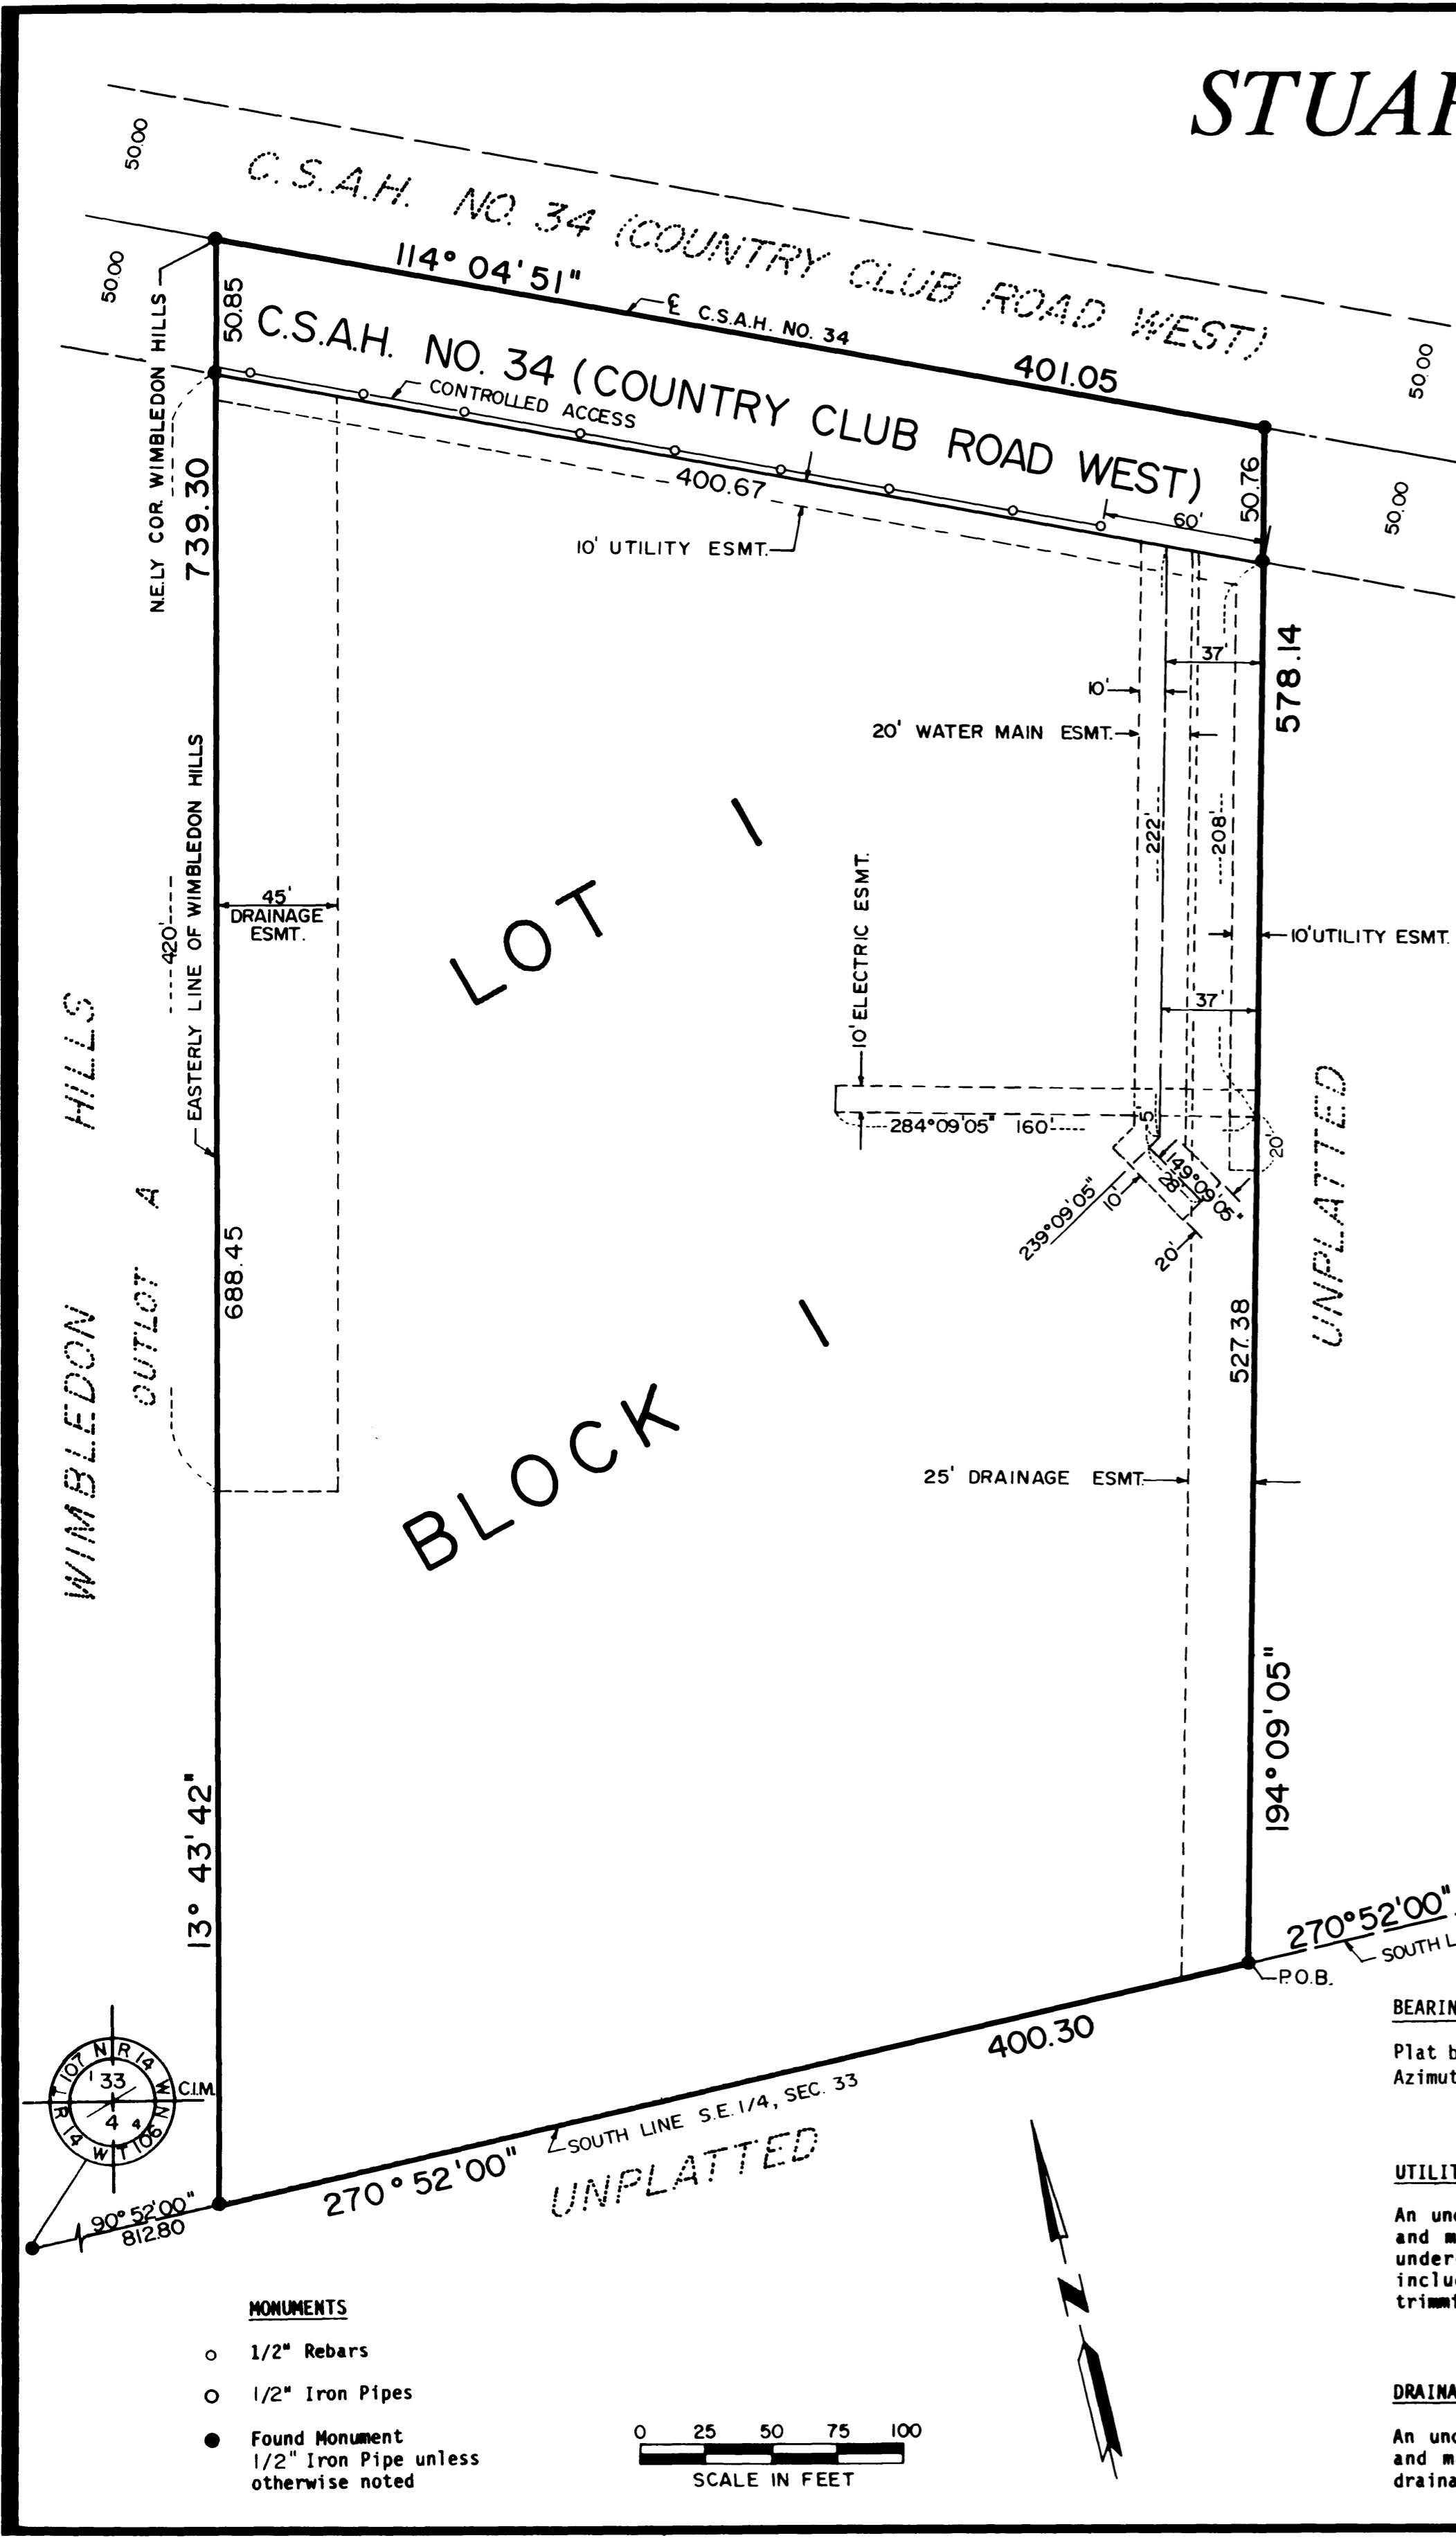 STUAR
50.00
C.S.A.H. NO. 34 (COUNTRY CLUB ROAD WEST)
50.00
114° 04'51"
℄ C.S.A.H. NO. 34
401.05
50.00
50.00
N.E.LY COR. WIMBLEDON HILLS
50.85
C.S.A.H. NO. 34 (COUNTRY CLUB ROAD WEST)
CONTROLLED ACCESS
400.67
60'
50.76
739.30
10' UTILITY ESMT.
578.14
37'
10'
20' WATER MAIN ESMT.
222'
208'
LOT 1
10' ELECTRIC ESMT.
10' UTILITY ESMT.
45'
DRAINAGE
ESMT.
420'
EASTERLY LINE OF WIMBLEDON HILLS
37'
284°09'05" 160'
5'
20'
149°09'05"
28'
239°09'05"
10'
20'
WIMBLEDON HILLS
OUTLOT A
688.45
UNPLATTED
527.38
BLOCK 1
25' DRAINAGE ESMT.
194°09'05"
13° 43' 42"
270°52'00"
SOUTH L
P.O.B.
400.30
SOUTH LINE S.E. 1/4, SEC. 33
UNPLATTED
270°52'00"
T 107 N R 14 W
33
C.I.M.
4 4
R 14 W T 106 N
90°52'00"
812.80
BEARIN
Plat b
Azimut
UTILIT
An und
and m
under
inclu
trimmi
N
MONUMENTS
1/2" Rebars
1/2" Iron Pipes
Found Monument
1/2" Iron Pipe unless
otherwise noted
0 25 50 75 100
SCALE IN FEET
DRAINA
An und
and m
draina